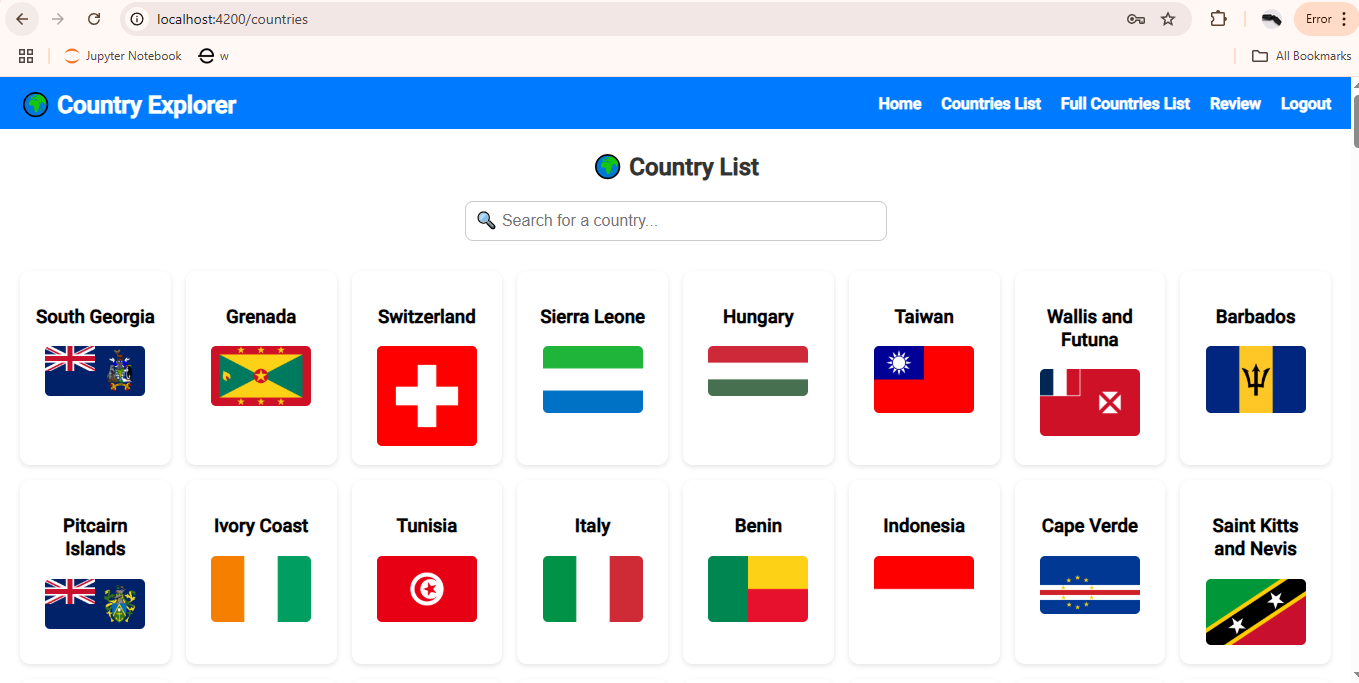 localhost:4200/countries
Error
Jupyter Notebook
w
All Bookmarks
Country Explorer
Home
Countries List
Full Countries List
Review
Logout
Country List
Search for a country...
South Georgia
Grenada
Switzerland
Sierra Leone
Hungary
Taiwan
Wallis and
Futuna
Barbados
Pitcairn
Islands
Ivory Coast
Tunisia
Italy
Benin
Indonesia
Cape Verde
Saint Kitts
and Nevis